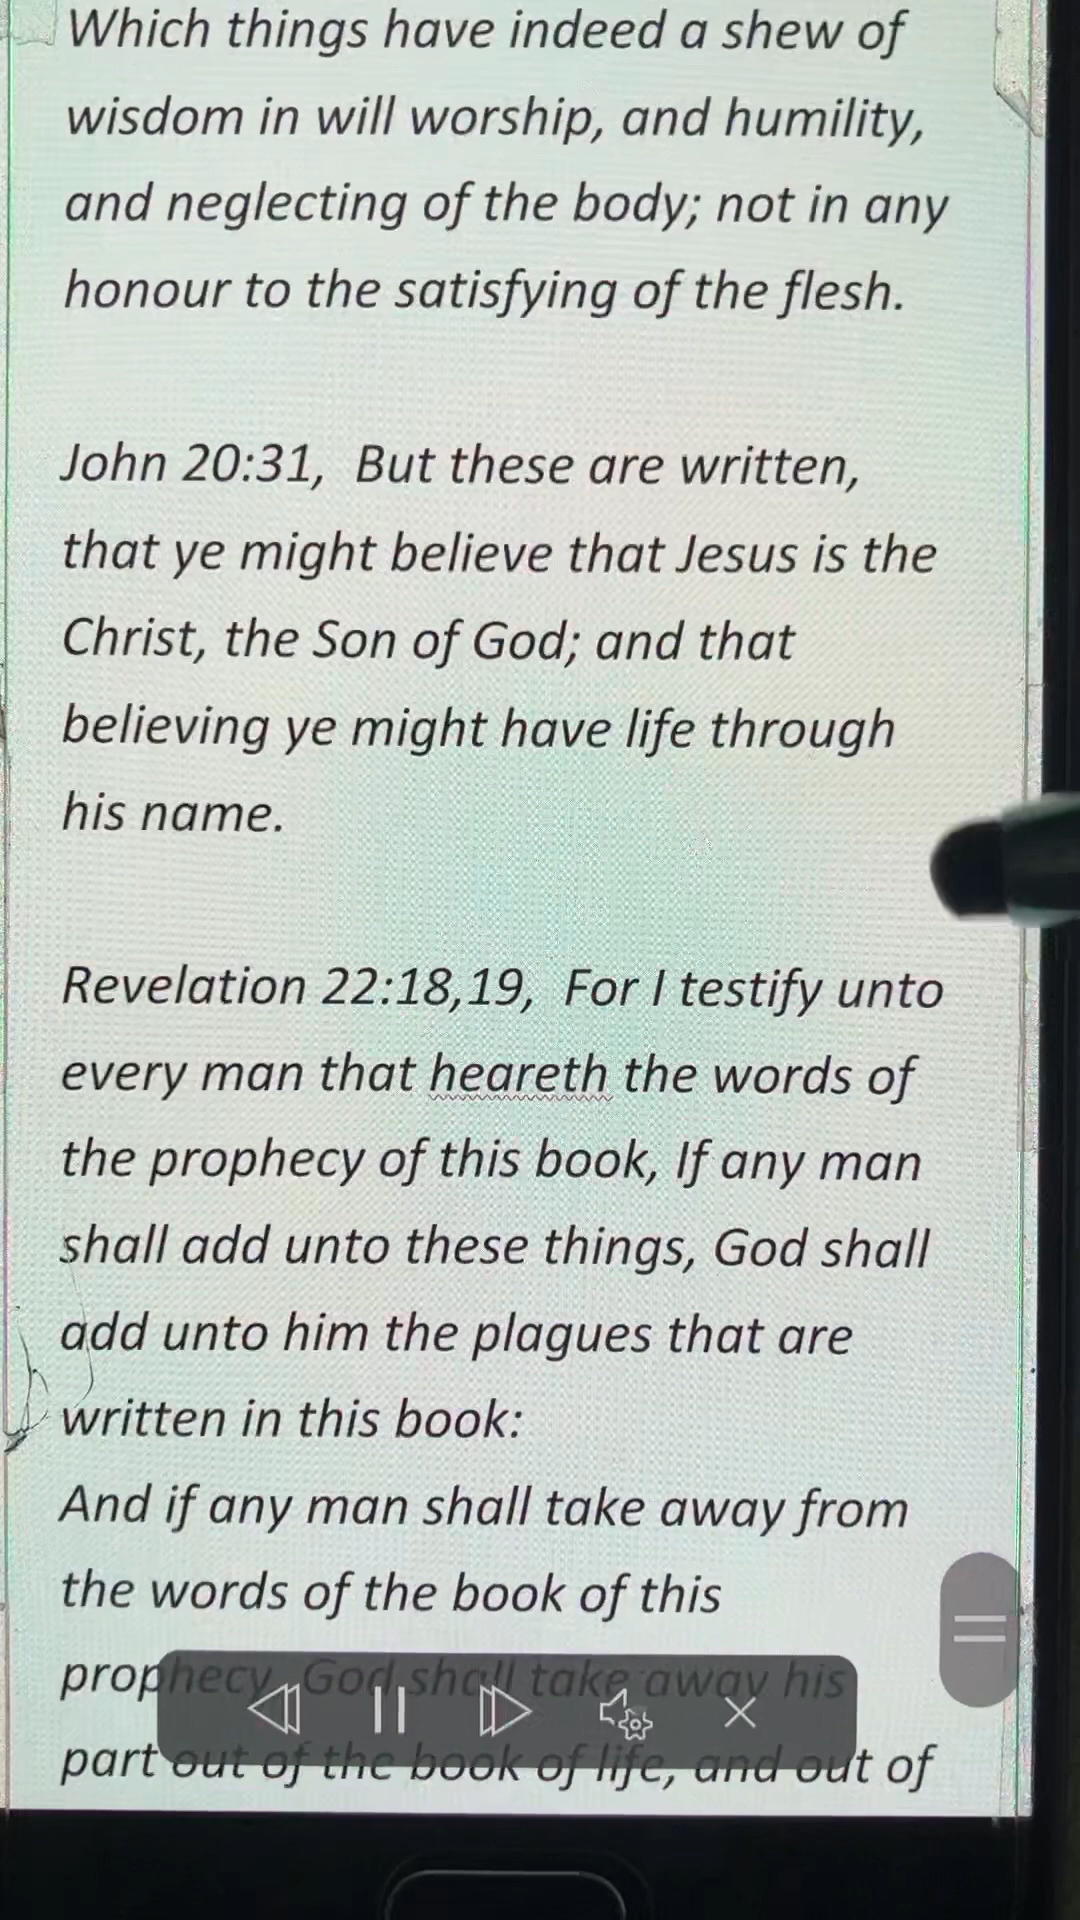 Which things have indeed a shew of
wisdom in will worship, and humility,
and neglecting of the body; not in any
honour to the satisfying of the flesh.
John 20:31, But these are written,
that ye might believe that Jesus is the
Christ, the Son of God; and that
believing ye might have life through
his name.
Revelation 22:18,19, For I testify unto
every man that heareth the words of
the prophecy of this book, If any man
shall add unto these things, God shall
add unto him the plagues that are
written in this book:
And if any man shall take away from
the words of the book of this
prophecy, God shall take away his
part out of the book of life, and out of